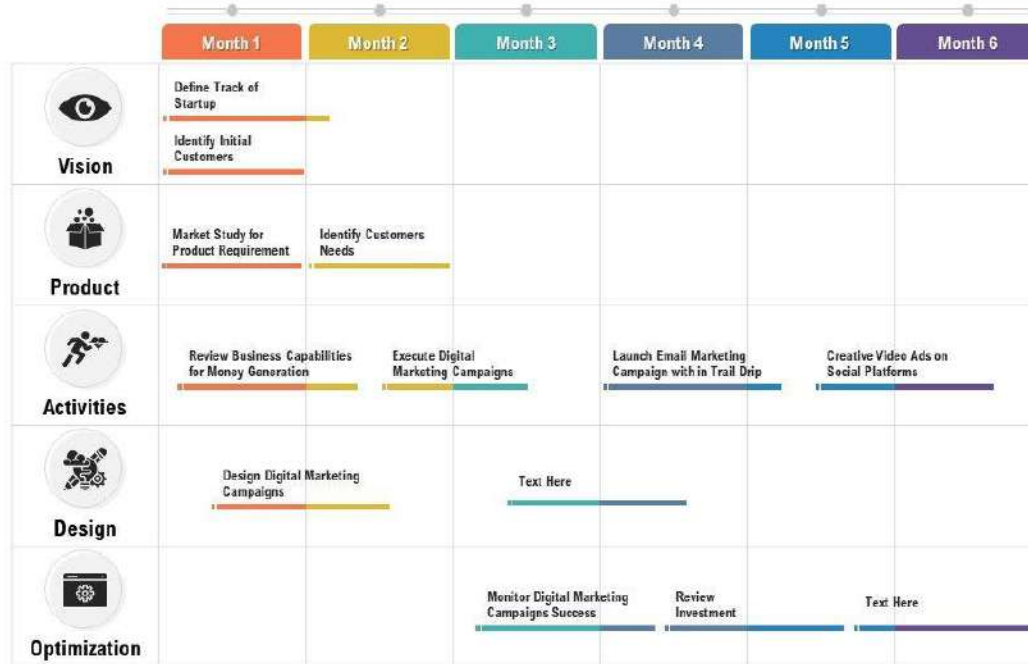 Month 1
Month 2
Month 3
Month 4
Month 5
Month 6
Vision
Define Track of
Startup
Identify Initial
Customers
Product
Market Study for
Product Requirement
Identify Customers
Needs
Activities
Review Business Capabilities
for Money Generation
Execute Digital
Marketing Campaigns
Launch Email Marketing
Campaign with in Trail Drip
Creative Video Ads on
Social Platforms
Design
Design Digital Marketing
Campaigns
Text Here
Optimization
Monitor Digital Marketing
Campaigns Success
Review
Investment
Text Here